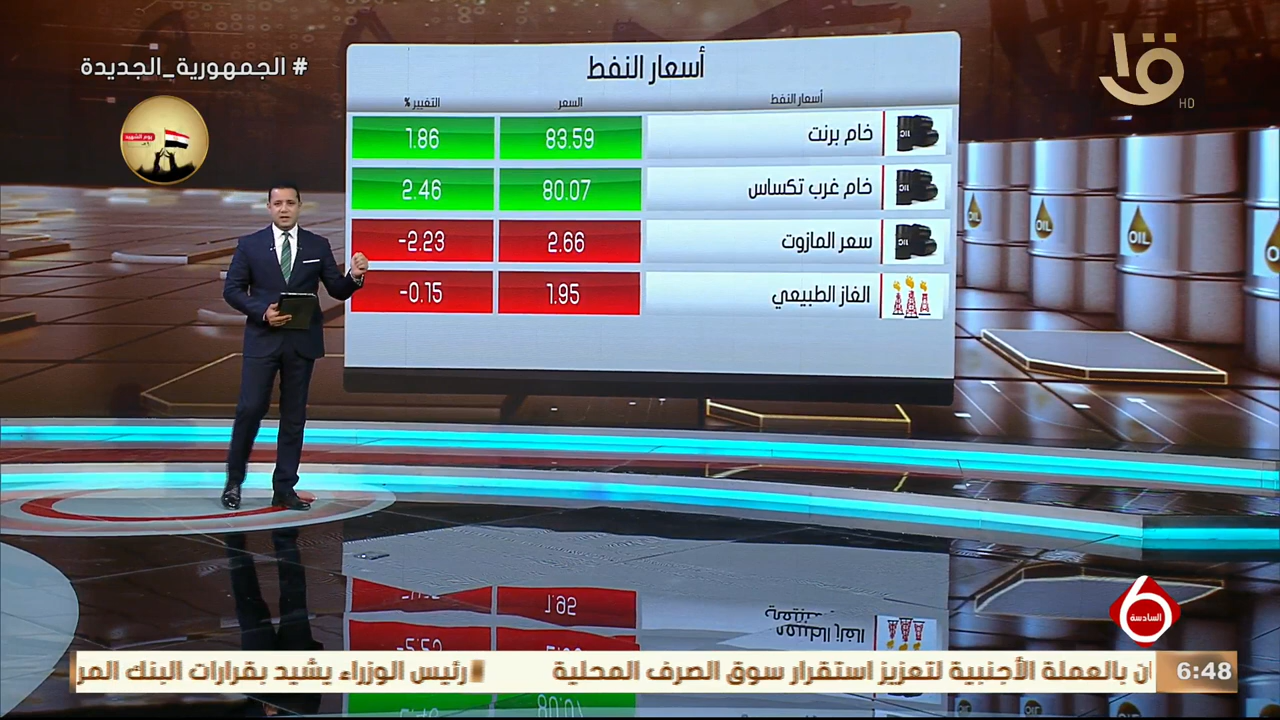 # الجمهورية_الجديدة
يوم الشهيد
HD
أسعار النفط
أسعار النفط السعر التغيير %
خام برنت 83.59 1.86
خام غرب تكساس 80.07 2.46
سعر المازوت 2.66 -2.23
الغاز الطبيعي 1.95 -0.15
OIL
OIL
OIL
6
السادسة
6:48
ان بالعملة الأجنبية لتعزيز استقرار سوق الصرف المحلية
رئيس الوزراء يشيد بقرارات البنك المر